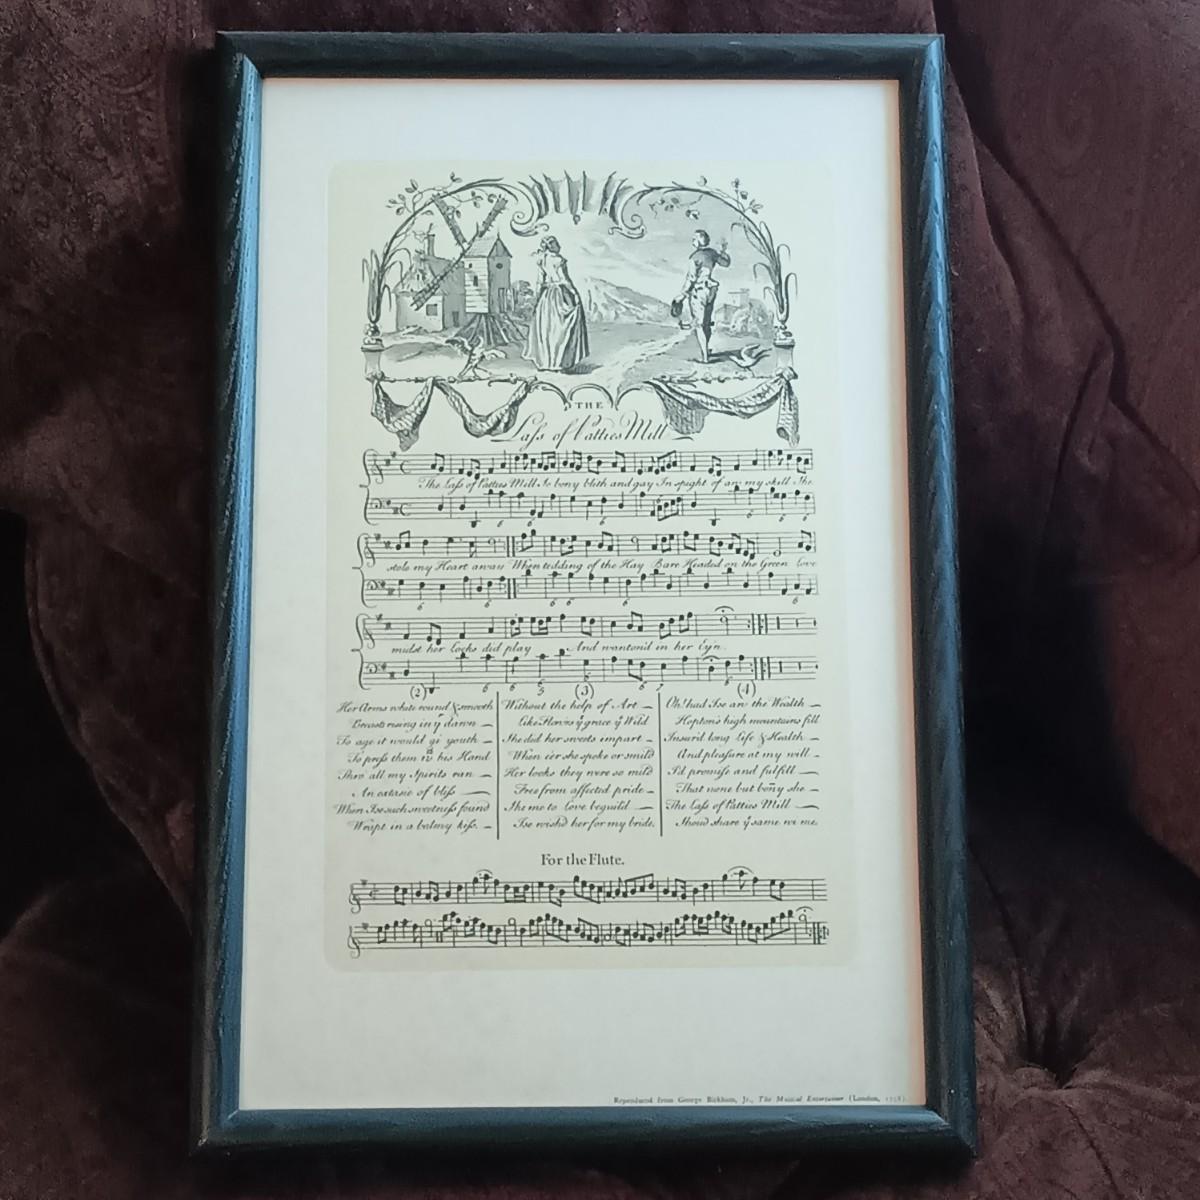 THE
Laſs of Patties Mill
The Laſs of Patties Mill So bony blith and gay In spight of aw my skill She
stole my Heart away When tedding of the Hay Bare Headed on the Green Love
midst her Locks did play And wanton'd in her Ey'n
(2)
Her Arms white round & smooth
Breasts rising in yͤ dawn
To age it would gi youth
To preſs them wͭͪ his Hand
Thro' all my Spirits ran
An extasie of bliſs
When I se such sweetneſs found
Wrapt in a balmy kiſs.
(3)
Without the help of Art
Like Flow'rs yͭ grace yͤ Wild
She did her sweets impart
When e'er she spoke or smil'd
Her looks they were so mild
Free from affected pride
She me to Love beguil'd
I se wish'd her for my bride.
(4)
Oh! had I se aw the Wealth
Hopton's high mountains fill
Insur'd long Life & Health
And pleaſure at my will
I'd promiſe and fulfill
That none but bony she
The Laſs of Patties Mill
Shou'd share yͤ same wi me.
For the Flute.
Reproduced from George Bickham, Jr., The Musical Entertainer (London, 1738).